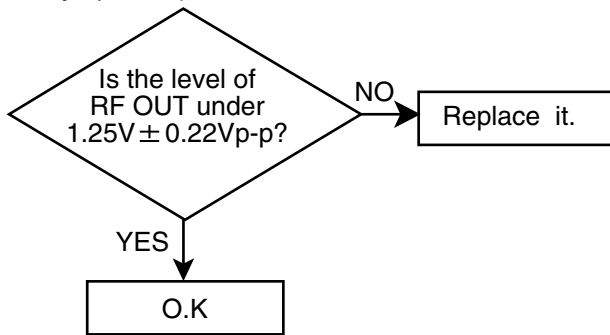 Is the level of
RF OUT under
1.25V ± 0.22Vp-p?
NO
Replace it.
YES
O.K